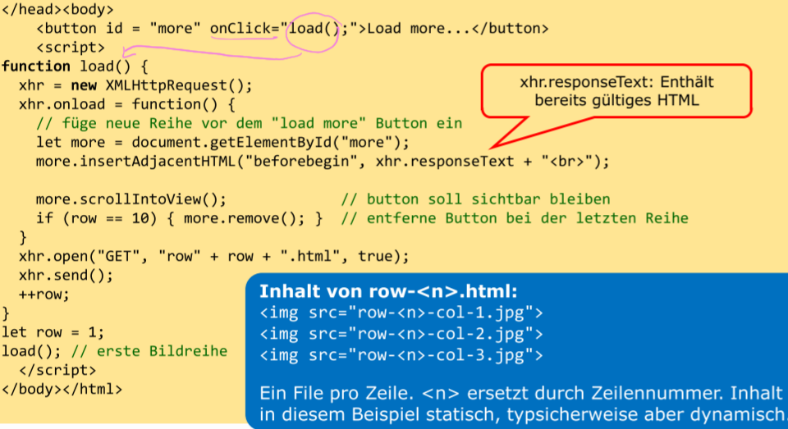 </head><body>
<button id = "more" onClick="load();">Load more...</button>
<script>
function load() {
xhr = new XMLHttpRequest();
xhr.onload = function() {
// füge neue Reihe vor dem "load more" Button ein
let more = document.getElementById("more");
more.insertAdjacentHTML("beforebegin", xhr.responseText + "<br>");
xhr.responseText: Enthält
bereits gültiges HTML
more.scrollIntoView(); // button soll sichtbar bleiben
if (row == 10) { more.remove(); } // entferne Button bei der letzten Reihe
}
xhr.open("GET", "row" + row + ".html", true);
xhr.send();
++row;
}
let row = 1;
load(); // erste Bildreihe
</script>
</body></html>
Inhalt von row-<n>.html:
<img src="row-<n>-col-1.jpg">
<img src="row-<n>-col-2.jpg">
<img src="row-<n>-col-3.jpg">
Ein File pro Zeile. <n> ersetzt durch Zeilennummer. Inhalt
in diesem Beispiel statisch, typsicherweise aber dynamisch.